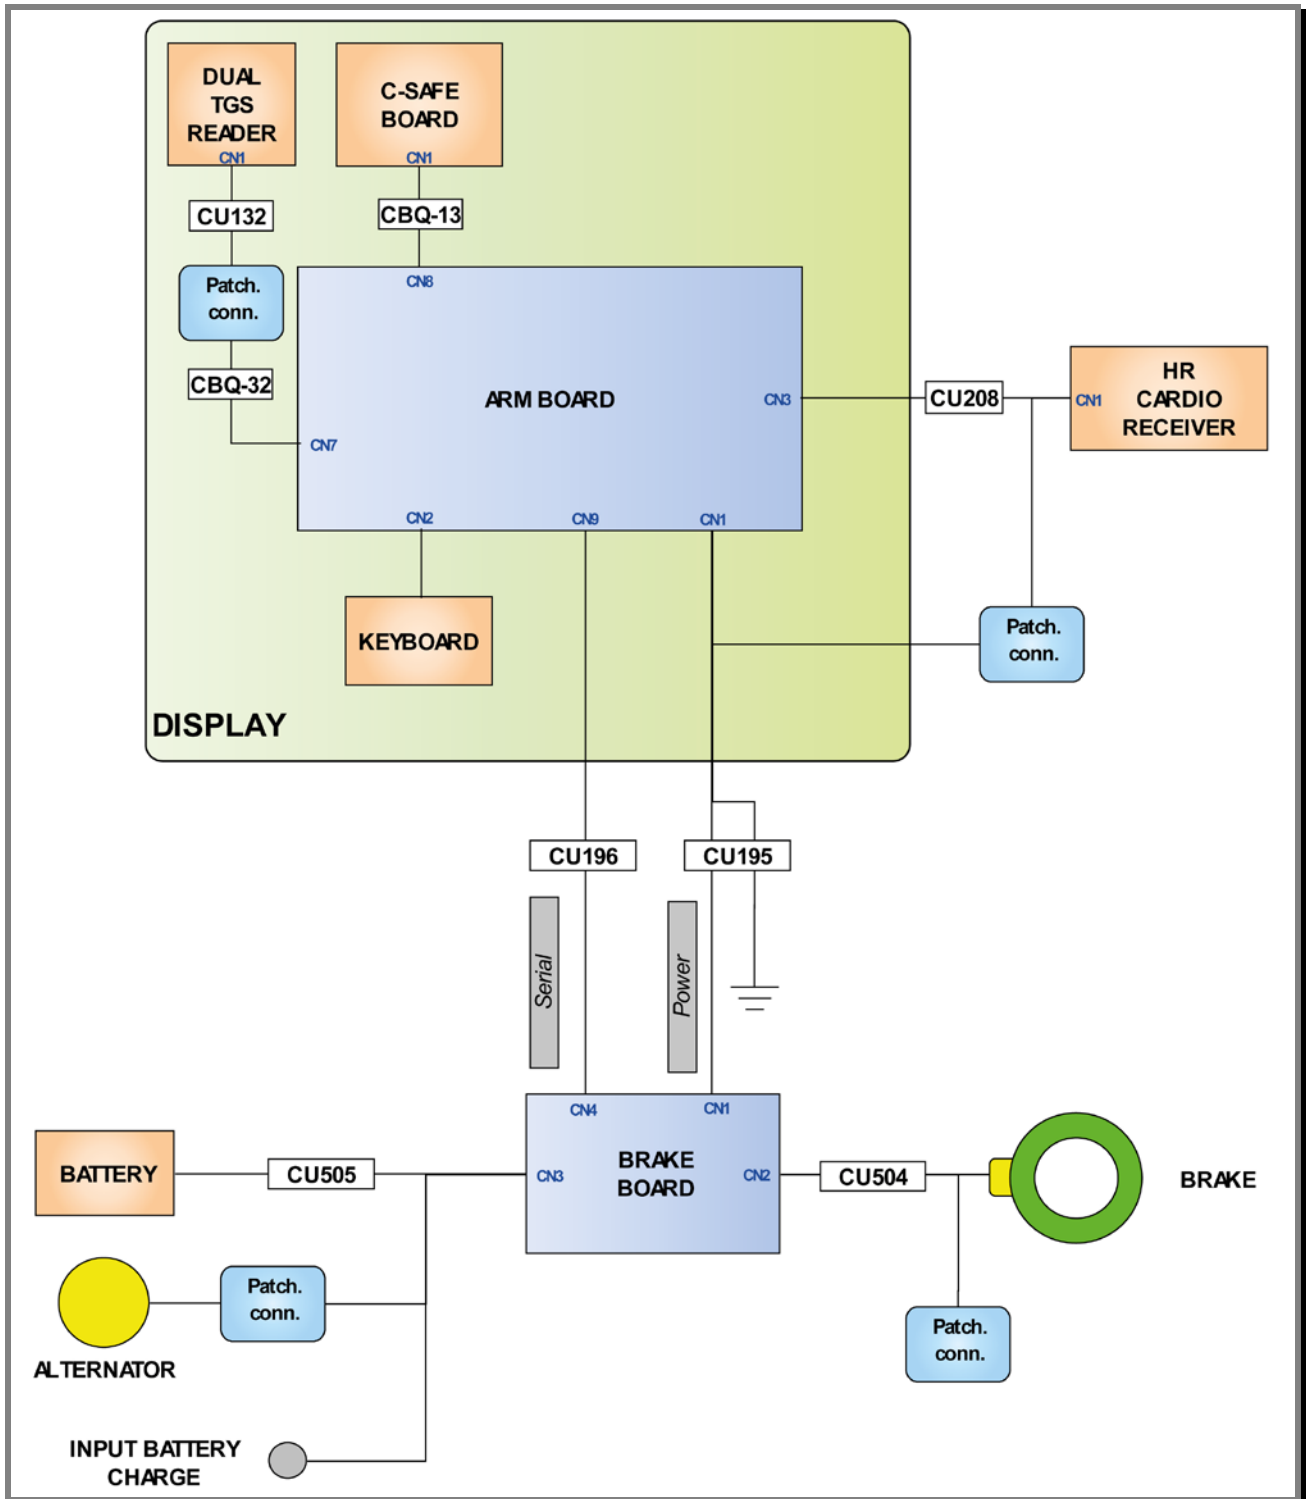 DUAL
TGS
READER
CN1
C-SAFE
BOARD
CN1
CU132
CBQ-13
Patch.
conn.
CN8
CBQ-32
ARM BOARD
CN3
CN7
CU208
CN1
HR
CARDIO
RECEIVER
CN2
CN9
CN1
KEYBOARD
Patch.
conn.
DISPLAY
CU196
CU195
Serial
Power
CN4
CN1
BATTERY
CU505
CN3
BRAKE
BOARD
CN2
CU504
BRAKE
Patch.
conn.
ALTERNATOR
Patch.
conn.
INPUT BATTERY
CHARGE